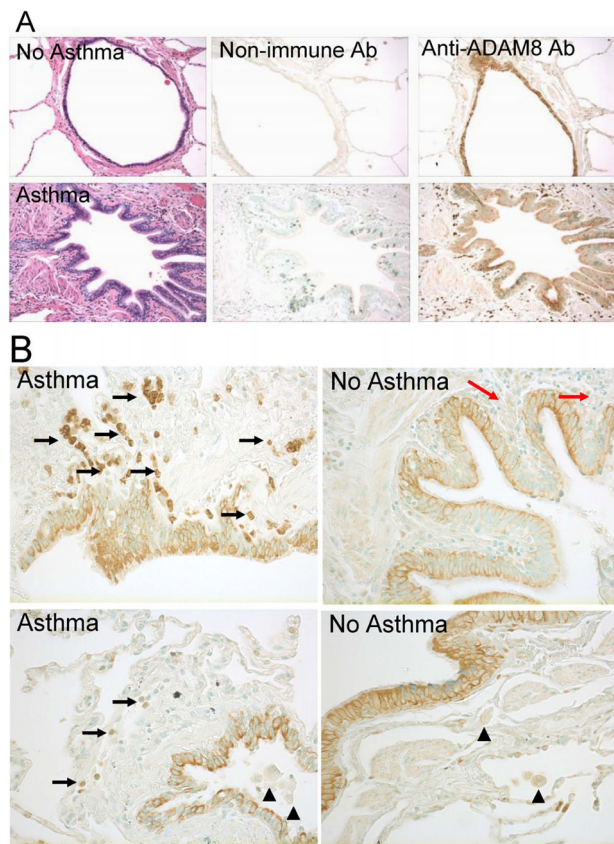 A
No Asthma
Non-immune Ab
Anti-ADAM8 Ab
Asthma
B
Asthma
No Asthma
Asthma
No Asthma